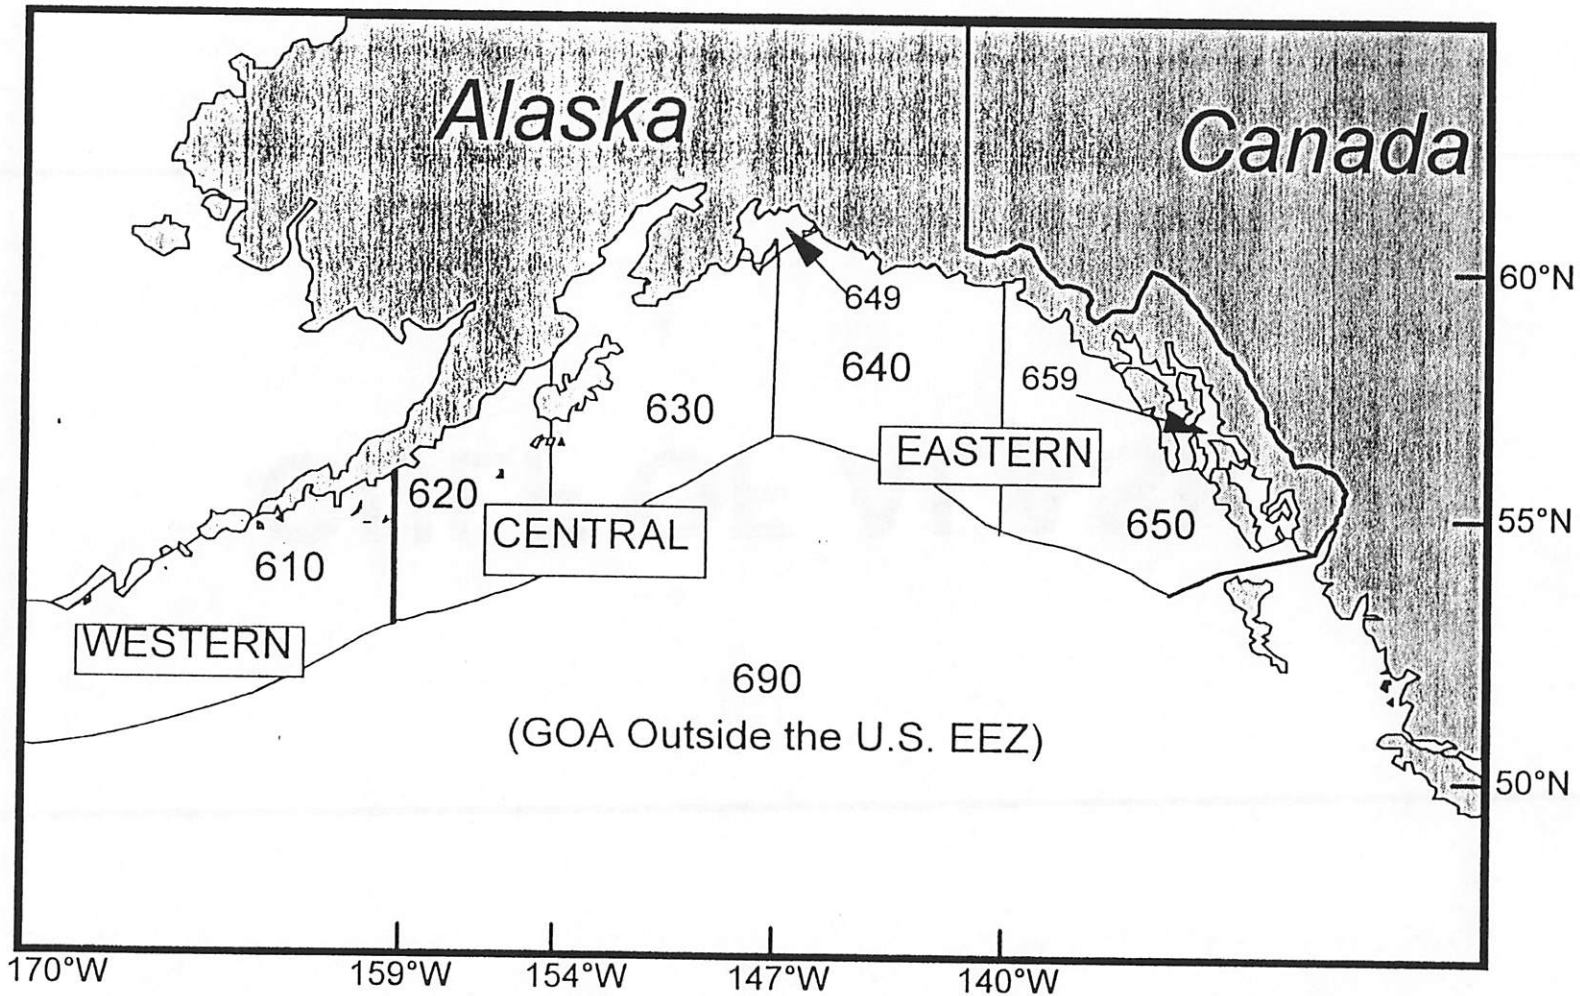 Alaska
Canada
60°N
649
640
659
630
EASTERN
620
CENTRAL
650
55°N
610
WESTERN
690
(GOA Outside the U.S. EEZ)
50°N
170°W
159°W
154°W
147°W
140°W